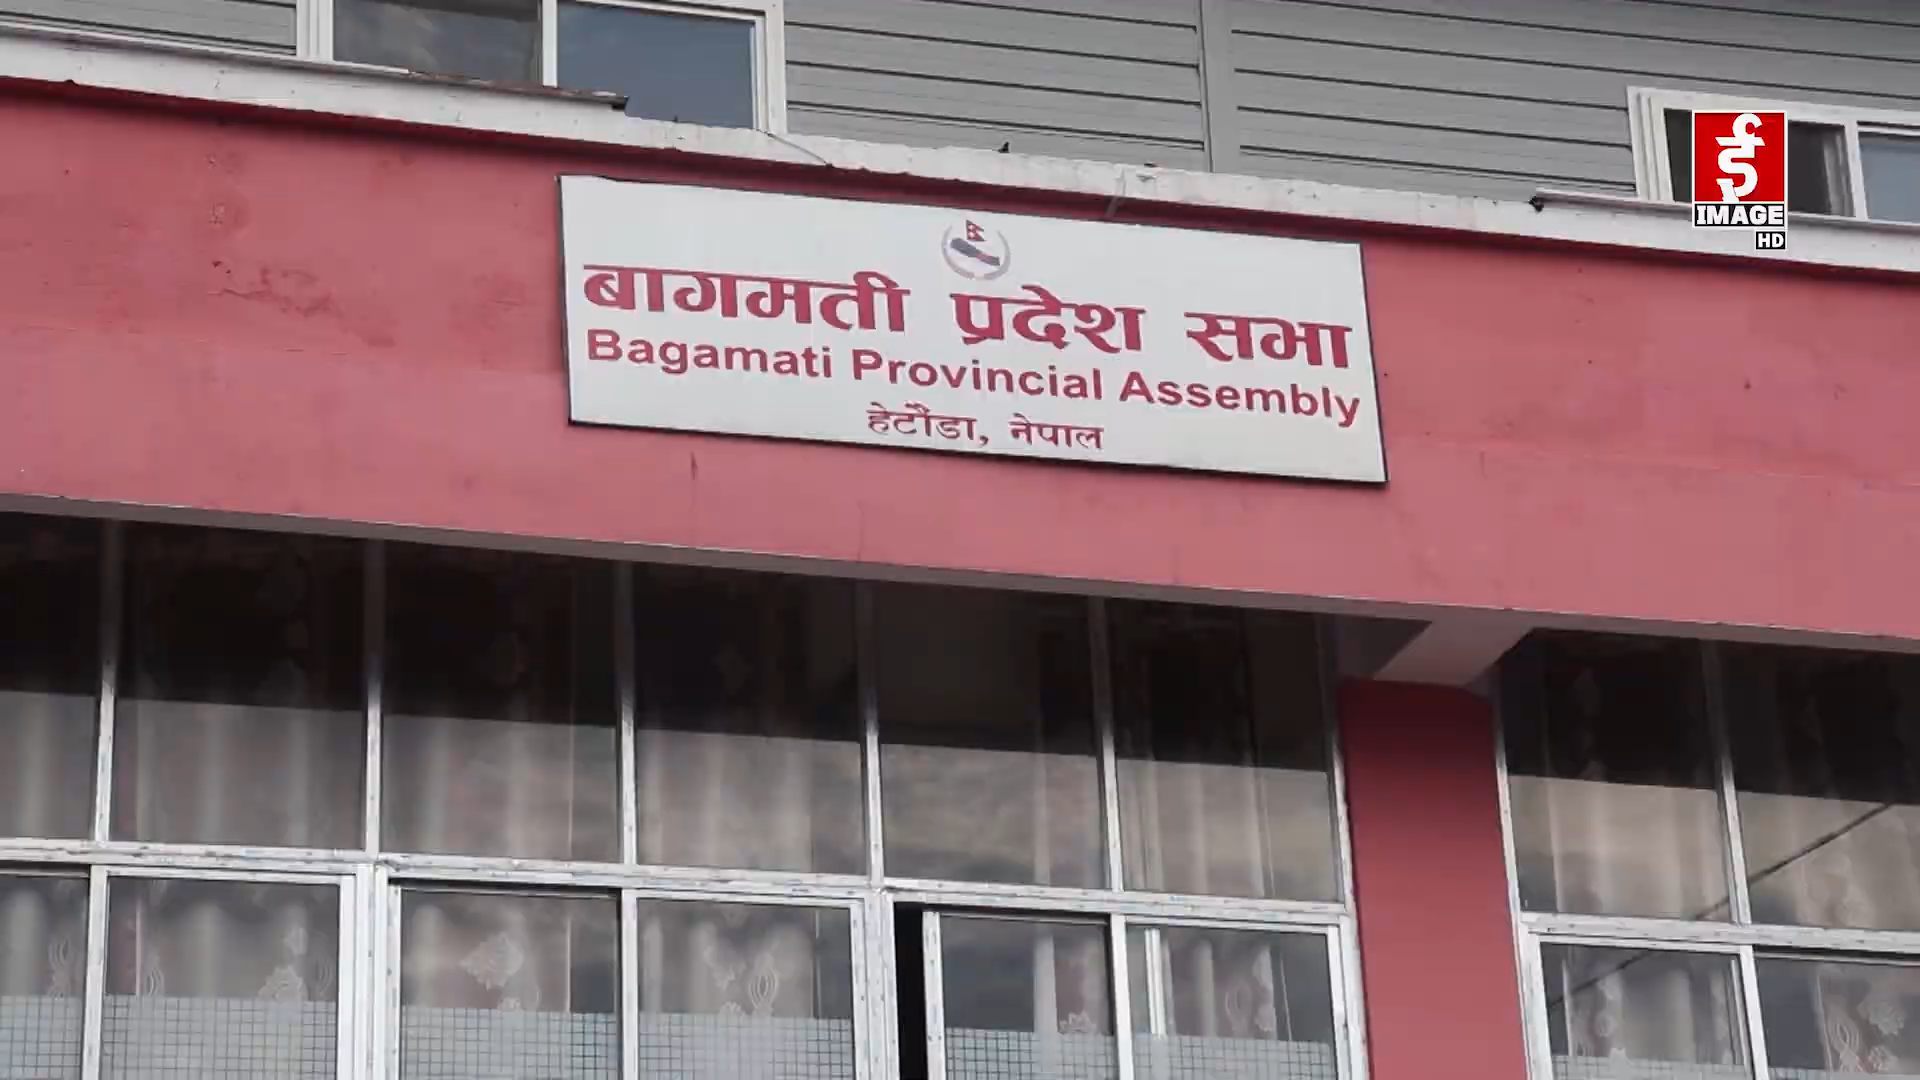 बागमती प्रदेश सभा
Bagamati Provincial Assembly
हेटौंडा, नेपाल
IMAGE
HD